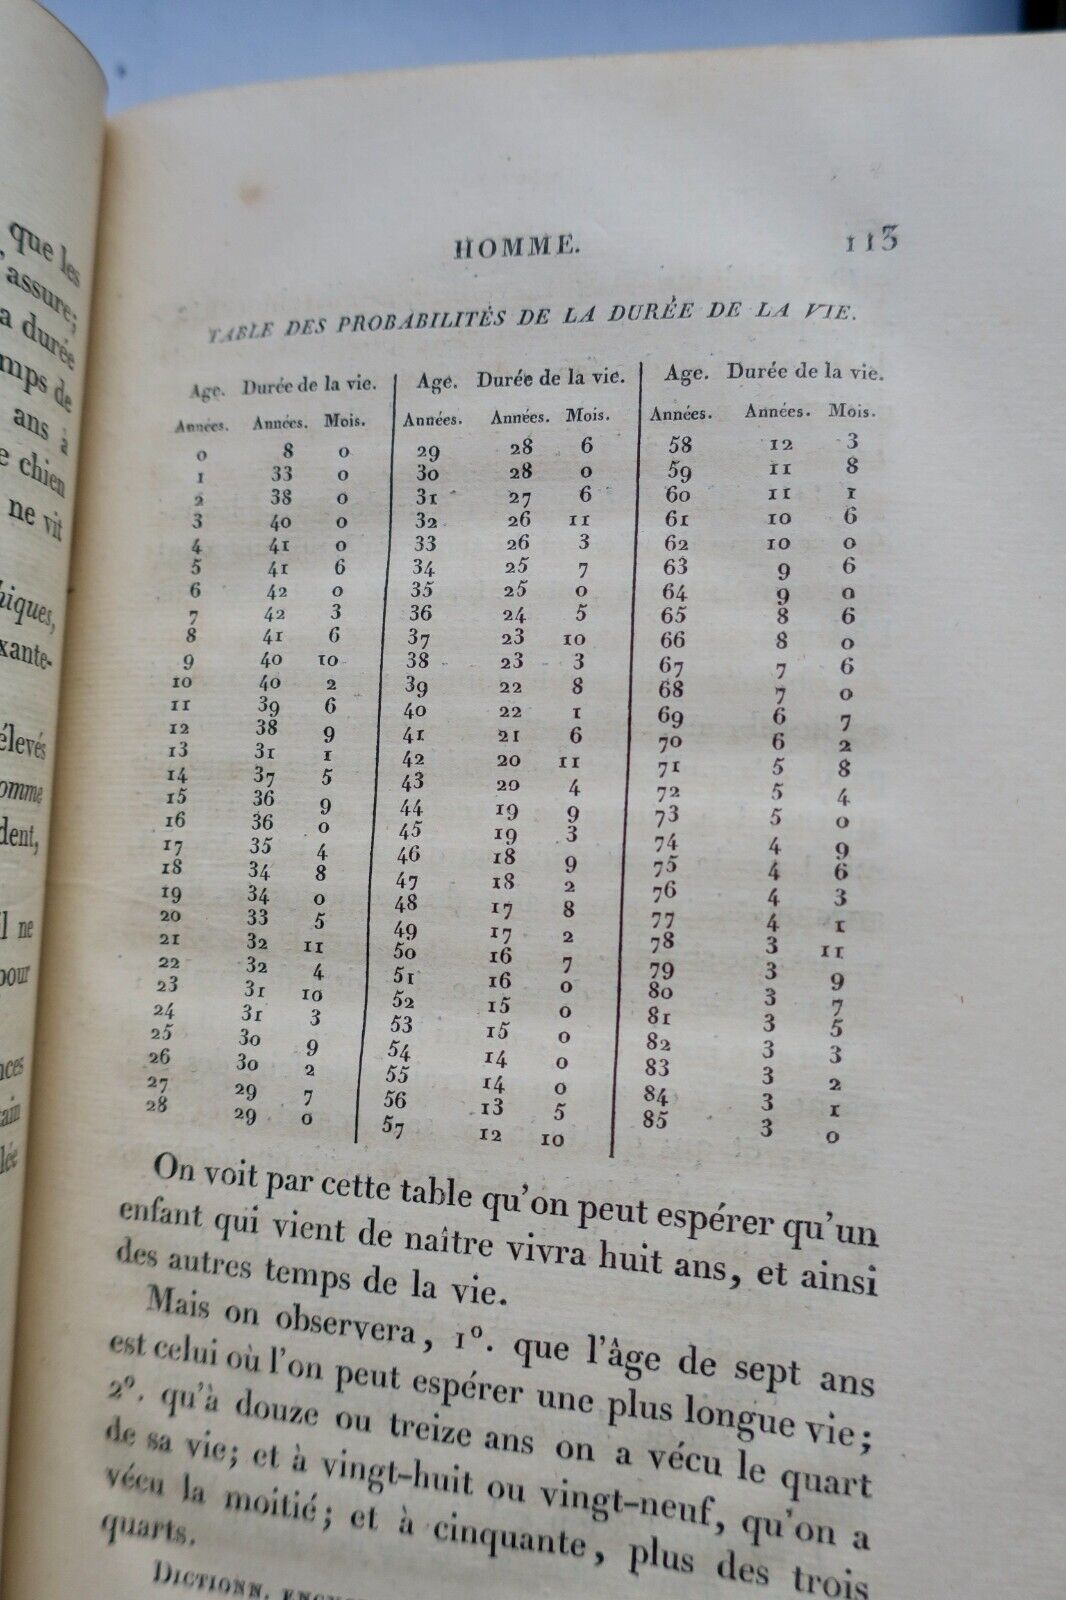 que les
assure;
durée
de
ans à
chien
ne vit
élevés
ne
pour
HOMME. 113
TABLE DES PROBABILITÉS DE LA DURÉE DE LA VIE.
Age. Durée de la vie. Age. Durée de la vie. Age. Durée de la vie.
Années. Années. Mois. Années. Années. Mois. Années. Années. Mois.
0 8 0 29 28 6 58 12 3
1 33 0 30 28 0 59 11 8
2 38 0 31 27 6 60 11 1
3 40 0 32 26 11 61 10 6
4 41 0 33 26 3 62 10 0
5 41 6 34 25 7 63 9 6
6 42 0 35 25 0 64 9 0
7 42 3 36 24 5 65 8 6
8 41 6 37 23 10 66 8 0
9 40 10 38 23 3 67 7 6
10 40 2 39 22 8 68 7 0
11 39 6 40 22 1 69 6 7
12 38 9 41 21 6 70 6 2
13 31 1 42 20 11 71 5 8
14 37 5 43 20 4 72 5 4
15 36 9 44 19 9 73 5 0
16 36 0 45 19 3 74 4 9
17 35 4 46 18 9 75 4 6
18 34 8 47 18 2 76 4 3
19 34 0 48 17 8 77 4 1
20 33 5 49 17 2 78 3 11
21 32 11 50 16 7 79 3 9
22 32 4 51 16 0 80 3 7
23 31 10 52 15 0 81 3 5
24 31 3 53 15 0 82 3 3
25 30 9 54 14 0 83 3 2
26 30 2 55 14 0 84 3 1
27 29 7 56 13 5 85 3 0
28 29 0 57 12 10
On voit par cette table qu'on peut espérer qu'un
enfant qui vient de naître vivra huit ans, et ainsi
des autres temps de la vie.
Mais on observera, 1°. que l'âge de sept ans
est celui où l'on peut espérer une plus longue vie;
2°. qu'à douze ou treize ans on a vécu le quart
de sa vie; et à vingt-huit ou vingt-neuf, qu'on a
vécu la moitié; et à cinquante, plus des trois
quarts.
DICTIONN.